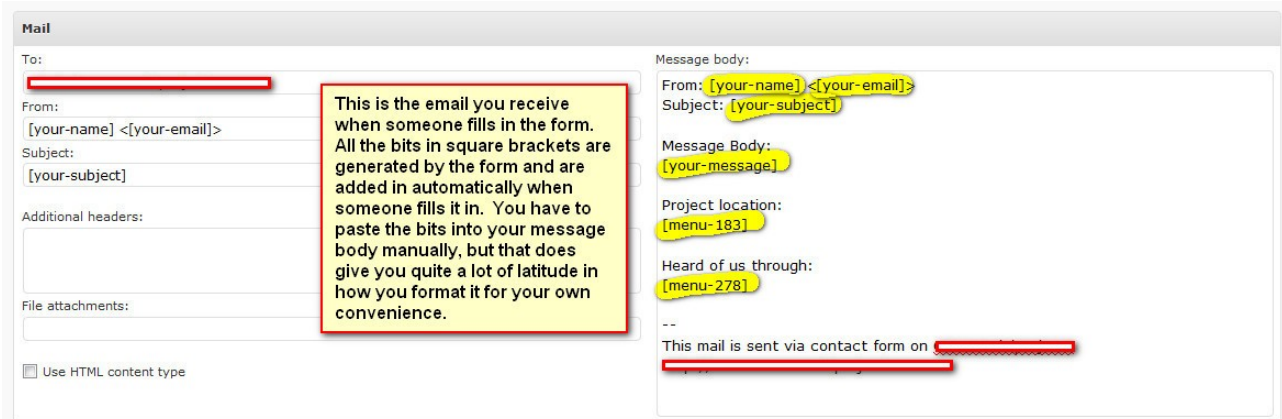 Mail
To:
From:
[your-name] <[your-email]>
Subject:
[your-subject]
Additional headers:
File attachments:
Use HTML content type
This is the email you receive
when someone fills in the form.
All the bits in square brackets are
generated by the form and are
added in automatically when
someone fills it in. You have to
paste the bits into your message
body manually, but that does
give you quite a lot of latitude in
how you format it for your own
convenience.
Message body:
From: [your-name] <[your-email]>
Subject: [your-subject]
Message Body:
[your-message]
Project location:
[menu-183]
Heard of us through:
[menu-278]
--
This mail is sent via contact form on